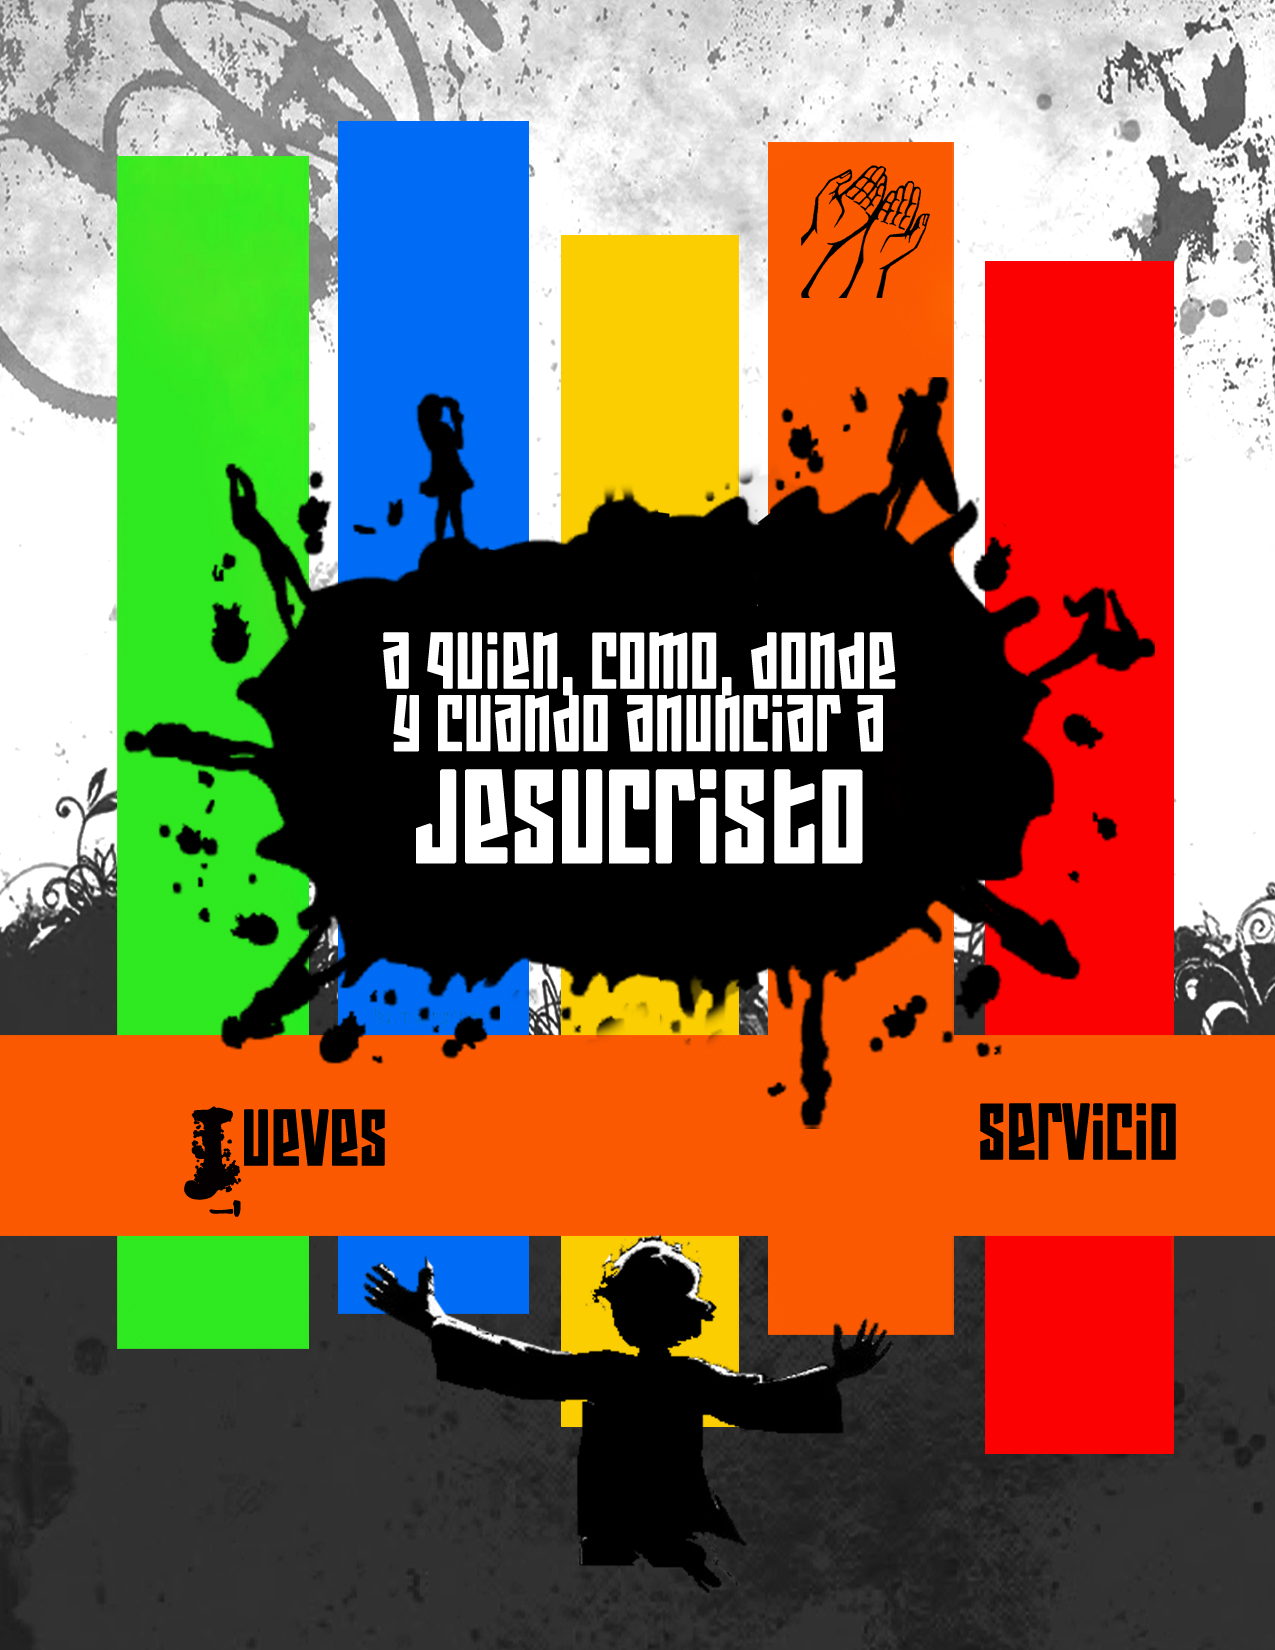 a quien, como, donde
y cuando anunciar a
Jesucristo
Jueves
servicio